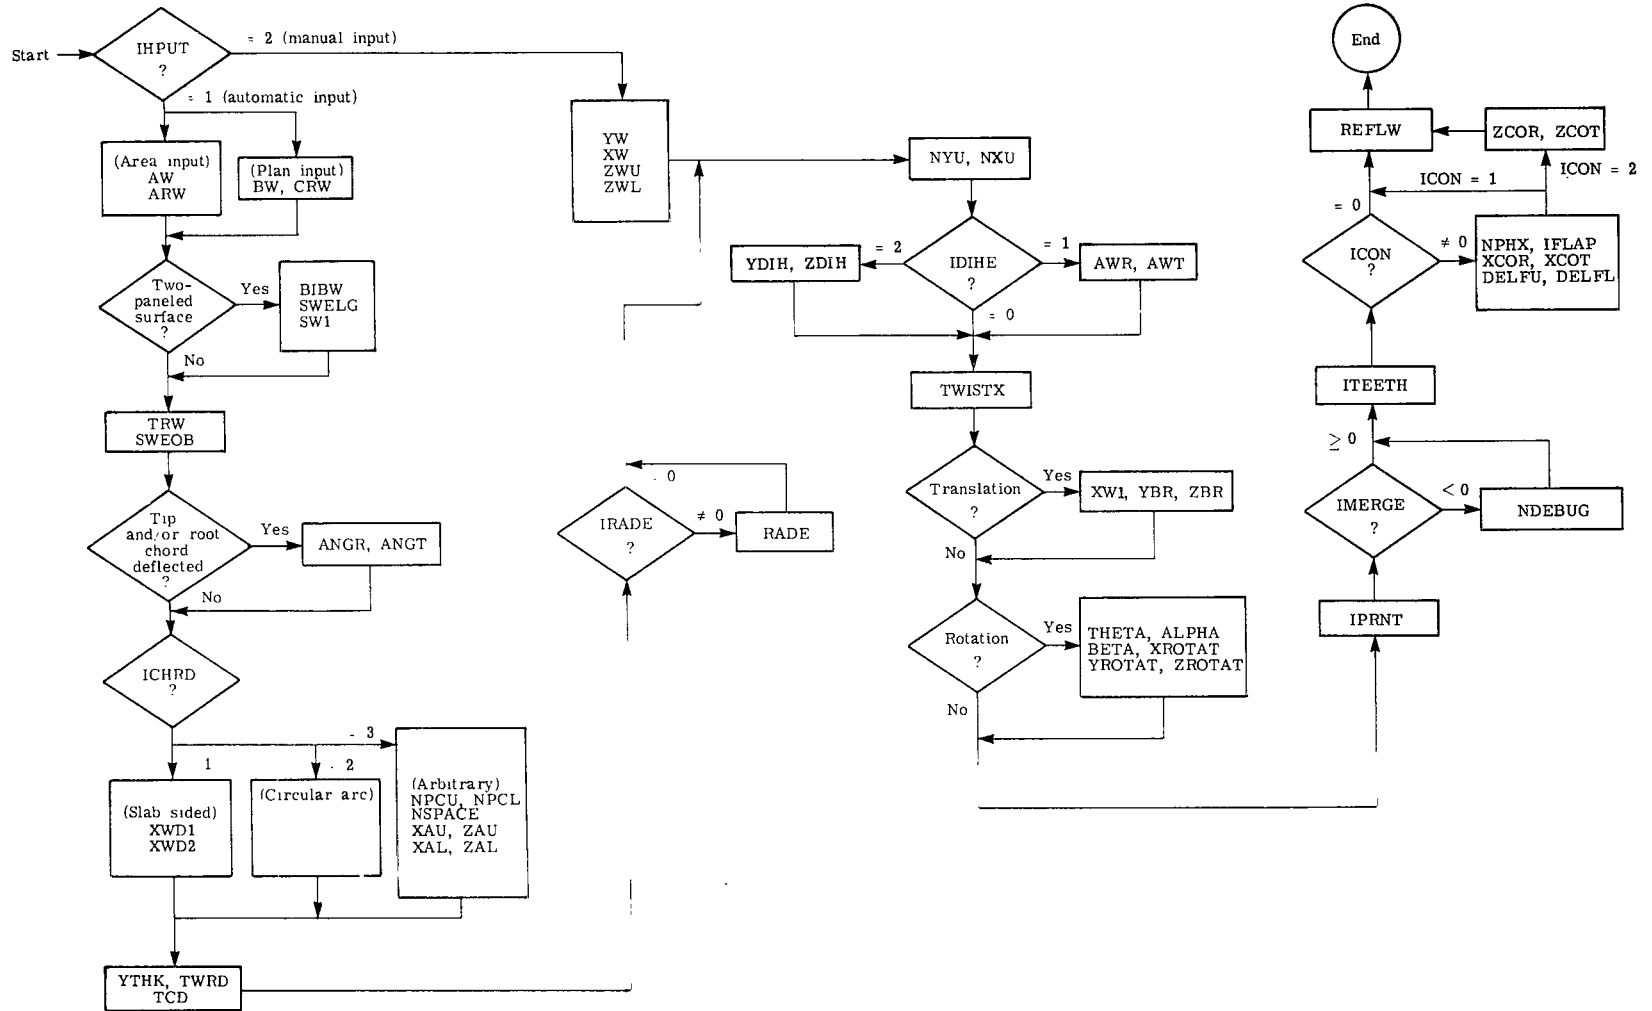 Start
IHPUT
?
= 2 (manual input)
= 1 (automatic input)
(Area input)
AW
ARW
(Plan input)
BW, CRW
Two-
paneled
surface
?
Yes
BIBW
SWELG
SW1
No
TRW
SWEOB
Tip
and/or root
chord
deflected
?
Yes
ANGR, ANGT
No
ICHRD
?
1
2
3
(Slab sided)
XWD1
XWD2
(Circular arc)
(Arbitrary)
NPCU, NPCL
NSPACE
XAU, ZAU
XAL, ZAL
YTHK, TWRD
TCD
IRADE
?
≠ 0
RADE
0
YW
XW
ZWU
ZWL
NYU, NXU
IDIHE
?
= 2
YDIH, ZDIH
= 1
AWR, AWT
= 0
TWISTX
Translation
?
Yes
XW1, YBR, ZBR
No
Rotation
?
Yes
THETA, ALPHA
BETA, XROTAT
YROTAT, ZROTAT
No
IPRNT
IMERGE
?
< 0
NDEBUG
≥ 0
ITEETH
ICON
?
≠ 0
NPHX, IFLAP
XCOR, XCOT
DELFU, DELFL
= 0
ICON = 1
ICON = 2
ZCOR, ZCOT
REFLW
End